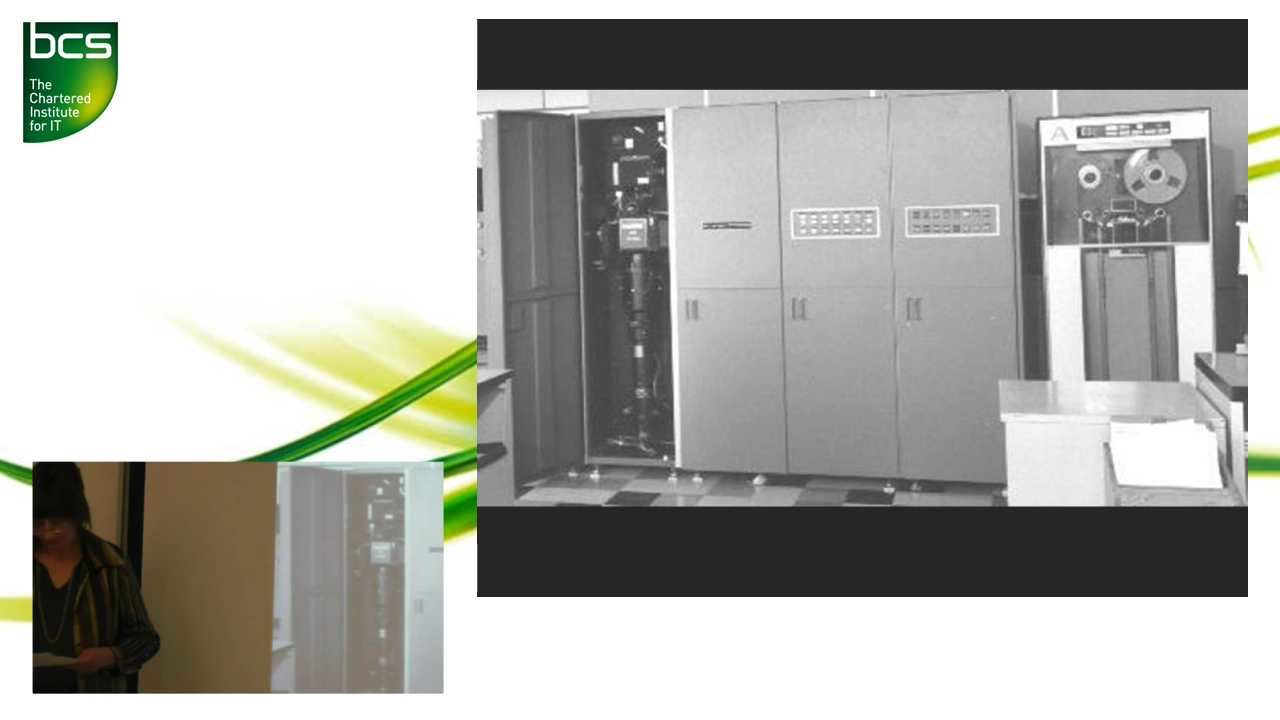 bcs
The
Chartered
Institute
for IT
A